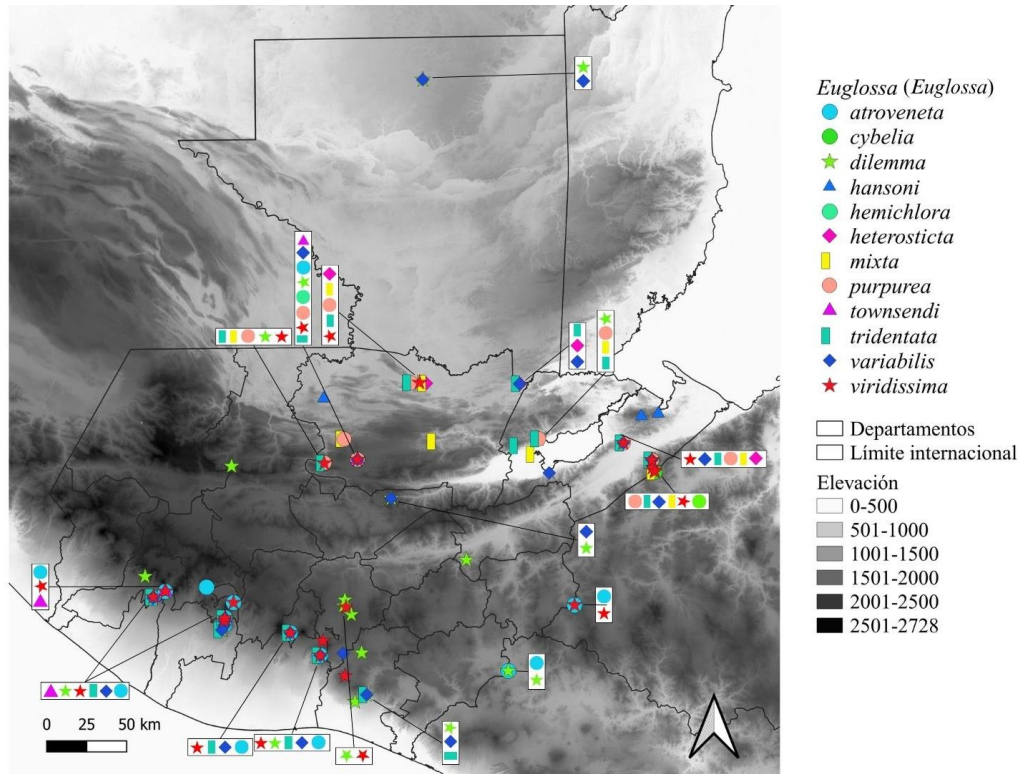 Euglossa (Euglossa)
atroveneta
cybelia
dilemma
hansoni
hemichlora
heterosticta
mixta
purpurea
townsendi
tridentata
variabilis
viridissima
Departamentos
Límite internacional
Elevación
0-500
501-1000
1001-1500
1501-2000
2001-2500
2501-2728
0 25 50 km